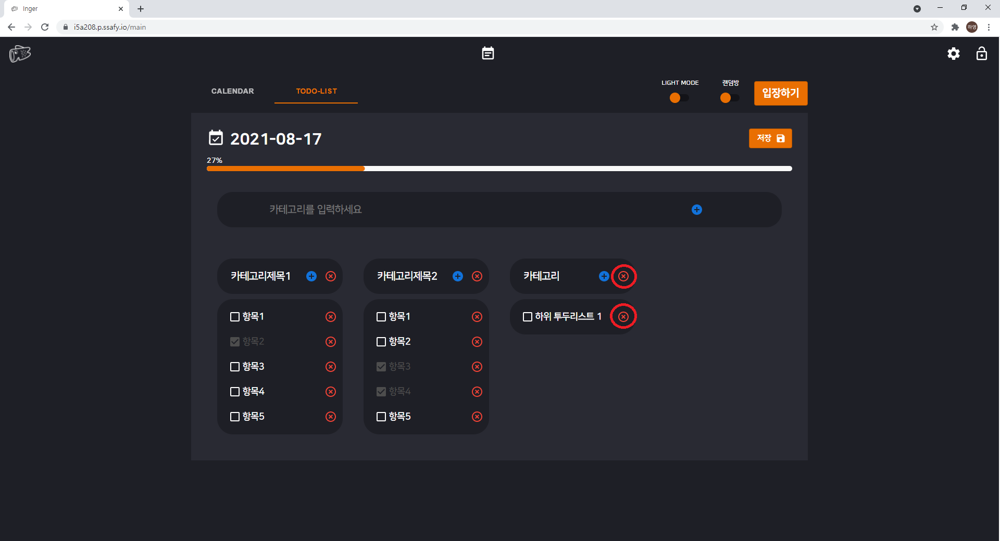 Inger
i5a208.p.ssafy.io/main
하영
CALENDAR
TODO-LIST
LIGHT MODE
랜덤방
입장하기
2021-08-17
저장
27%
카테고리를 입력하세요
카테고리제목1
항목1
항목2
항목3
항목4
항목5
카테고리제목2
항목1
항목2
항목3
항목4
항목5
카테고리
하위 투두리스트 1